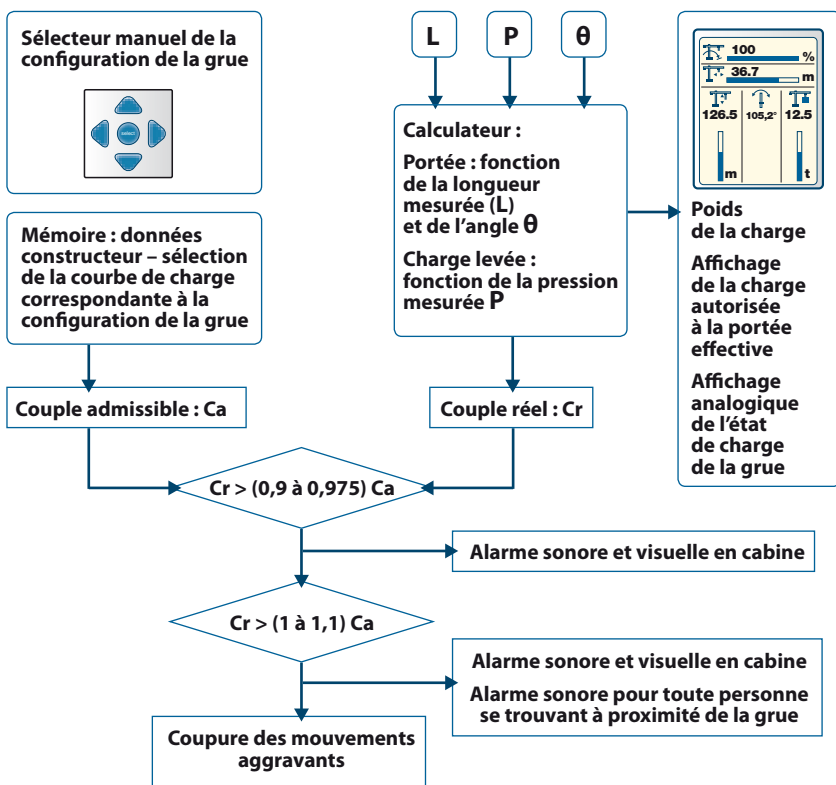 Sélecteur manuel de la
configuration de la grue
SELECT
Mémoire : données
constructeur – sélection
de la courbe de charge
correspondante à la
configuration de la grue
L
P
θ
Calculateur :
Portée : fonction
de la longueur
mesurée (L)
et de l’angle θ
Charge levée :
fonction de la pression
mesurée P
100 %
36.7 m
126.5 105,2° 12.5
m t
Poids
de la charge
Affichage
de la charge
autorisée
à la portée
effective
Affichage
analogique
de l’état
de charge
de la grue
Couple admissible : Ca
Couple réel : Cr
Cr > (0,9 à 0,975) Ca
Alarme sonore et visuelle en cabine
Cr > (1 à 1,1) Ca
Alarme sonore et visuelle en cabine
Alarme sonore pour toute personne
se trouvant à proximité de la grue
Coupure des mouvements
aggravants